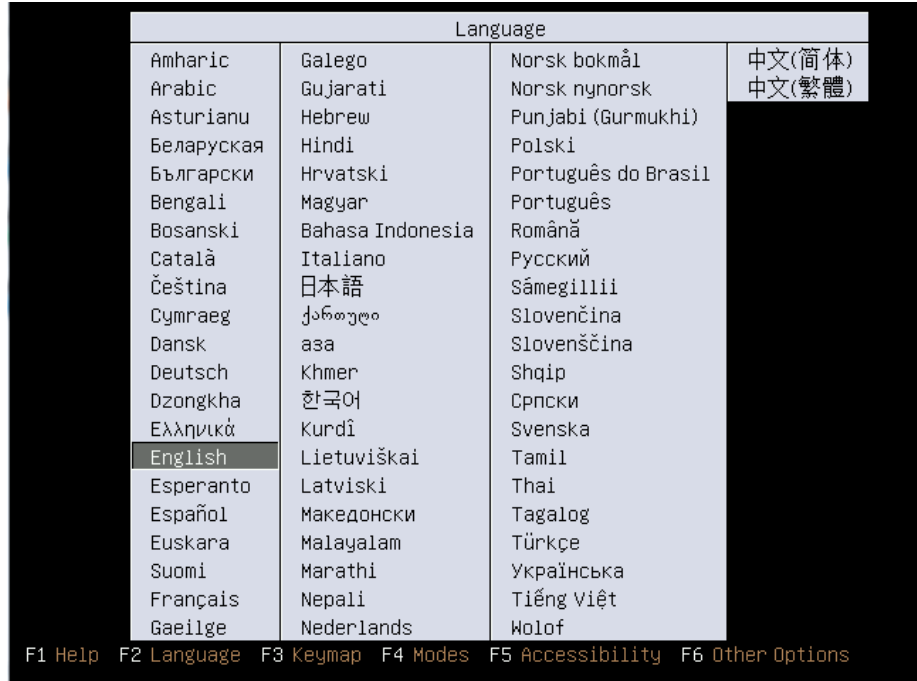 Language
Amharic
Arabic
Asturianu
Беларуская
Български
Bengali
Bosanski
Català
Čeština
Cymraeg
Dansk
Deutsch
Dzongkha
Ελληνικά
English
Esperanto
Español
Euskara
Suomi
Français
Gaeilge
Galego
Gujarati
Hebrew
Hindi
Hrvatski
Magyar
Bahasa Indonesia
Italiano
日本語
ქართული
аза
Khmer
한국어
Kurdî
Lietuviškai
Latviski
Македонски
Malayalam
Marathi
Nepali
Nederlands
Norsk bokmål
Norsk nynorsk
Punjabi (Gurmukhi)
Polski
Português do Brasil
Português
Română
Русский
Sámegillii
Slovenčina
Slovenščina
Shqip
Српски
Svenska
Tamil
Thai
Tagalog
Türkçe
Українська
Tiếng Việt
Wolof
中文(简体)
中文(繁體)
F1 Help F2 Language F3 Keymap F4 Modes F5 Accessibility F6 Other Options